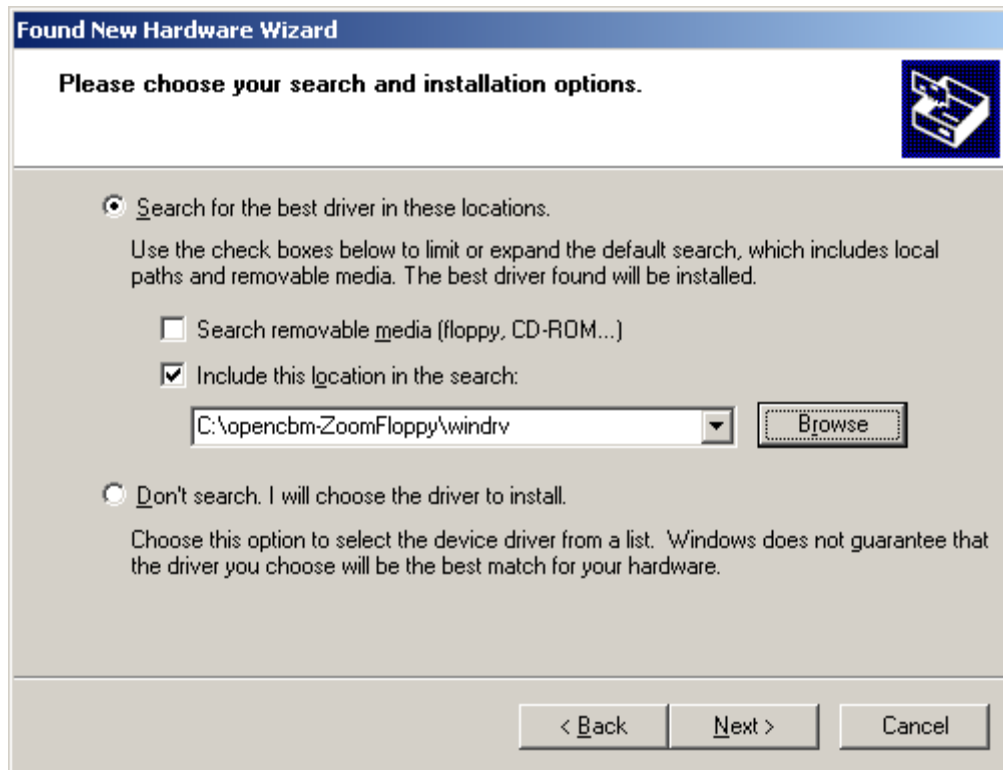 Found New Hardware Wizard
Please choose your search and installation options.
Search for the best driver in these locations.
Use the check boxes below to limit or expand the default search, which includes local
paths and removable media. The best driver found will be installed.
Search removable media (floppy, CD-ROM...)
Include this location in the search:
C:\opencbm-ZoomFloppy\windrv
Browse
Don't search. I will choose the driver to install.
Choose this option to select the device driver from a list.  Windows does not guarantee that
the driver you choose will be the best match for your hardware.
< Back
Next >
Cancel